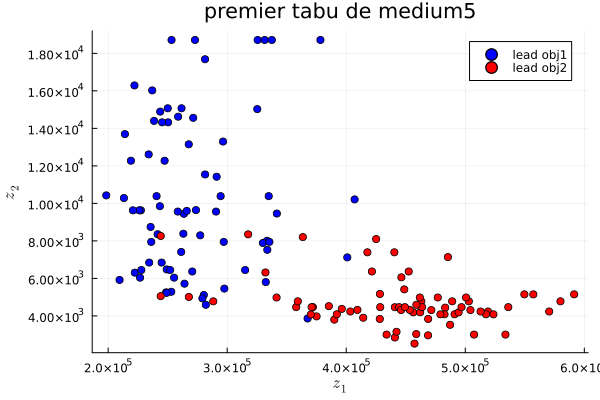 premier tabu de medium5
lead obj1
lead obj2
1.80×10⁴
1.60×10⁴
1.40×10⁴
1.20×10⁴
1.00×10⁴
8.00×10³
6.00×10³
4.00×10³
z₂
2.0×10⁵ 3.0×10⁵ 4.0×10⁵ 5.0×10⁵ 6.0×10⁵
z₁